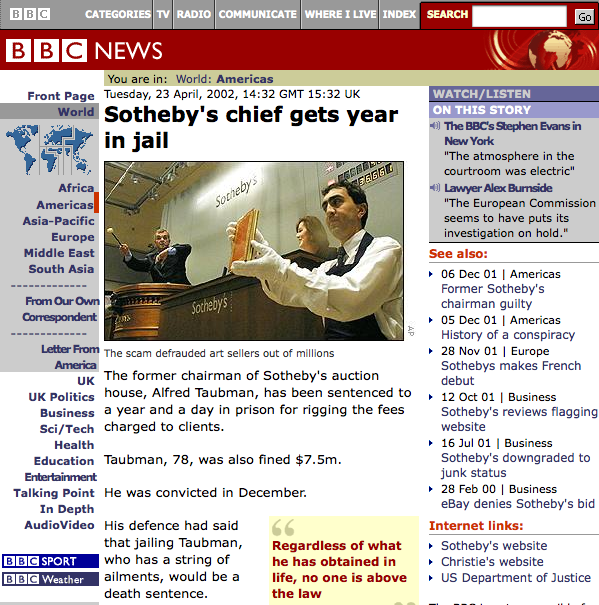 BBC CATEGORIES TV RADIO COMMUNICATE WHERE I LIVE INDEX SEARCH Go
BBC NEWS
You are in: World: Americas
Front Page
World
Africa
Americas
Asia-Pacific
Europe
Middle East
South Asia
-------------
From Our Own
Correspondent
-------------
Letter From
America
UK
UK Politics
Business
Sci/Tech
Health
Education
Entertainment
Talking Point
In Depth
AudioVideo
BBC SPORT
BBC Weather
Tuesday, 23 April, 2002, 14:32 GMT 15:32 UK
Sotheby's chief gets year
in jail
Sotheby's
Sotheby's
AP
The scam defrauded art sellers out of millions
The former chairman of Sotheby's auction
house, Alfred Taubman, has been sentenced to
a year and a day in prison for rigging the fees
charged to clients.
Taubman, 78, was also fined $7.5m.
He was convicted in December.
His defence had said
that jailing Taubman,
who has a string of
ailments, would be a
death sentence.
“
Regardless of what
he has obtained in
life, no one is above
the law
”
WATCH/LISTEN
ON THIS STORY
The BBC's Stephen Evans in
New York
"The atmosphere in the
courtroom was electric"
Lawyer Alex Burnside
"The European Commission
seems to have puts its
investigation on hold."
See also:
06 Dec 01 | Americas
Former Sotheby's
chairman guilty
05 Dec 01 | Americas
History of a conspiracy
28 Nov 01 | Europe
Sothebys makes French
debut
12 Oct 01 | Business
Sotheby's reviews flagging
website
16 Jul 01 | Business
Sotheby's downgraded to
junk status
28 Feb 00 | Business
eBay denies Sotheby's bid
Internet links:
Sotheby's website
Christie's website
US Department of Justice